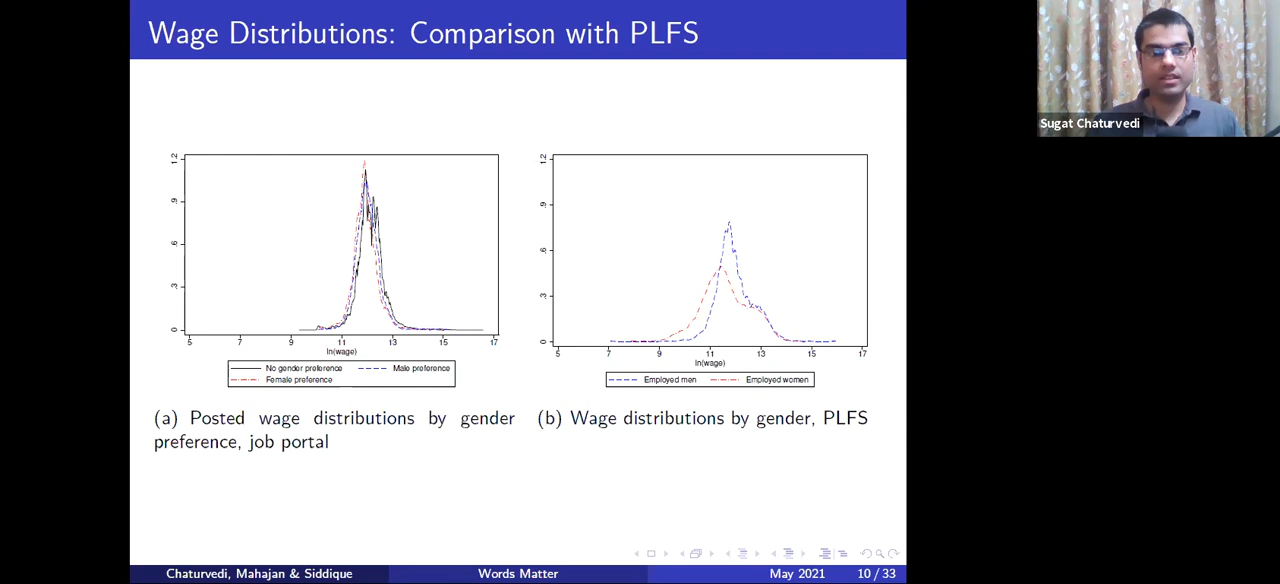 Wage Distributions: Comparison with PLFS
Sugat Chaturvedi
1.2
.9
.6
.3
0
5 7 9 11 13 15 17
ln(wage)
No gender preference Male preference
Female preference
1.2
.9
.6
.3
0
5 7 9 11 13 15 17
ln(wage)
Employed men Employed women
(a) Posted wage distributions by gender
preference, job portal
(b) Wage distributions by gender, PLFS
Chaturvedi, Mahajan & Siddique Words Matter May 2021 10 / 33